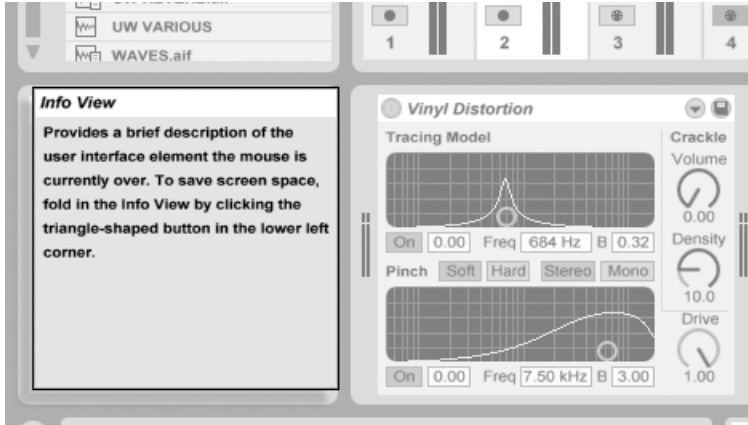 UW VARIOUS
WAVES.aif
1 2 3 4
Info View
Provides a brief description of the
user interface element the mouse is
currently over. To save screen space,
fold in the Info View by clicking the
triangle-shaped button in the lower left
corner.
Vinyl Distortion
Tracing Model
Crackle
Volume
0.00
On 0.00 Freq 684 Hz B 0.32
Density
10.0
Pinch Soft Hard Stereo Mono
Drive
1.00
On 0.00 Freq 7.50 kHz B 3.00